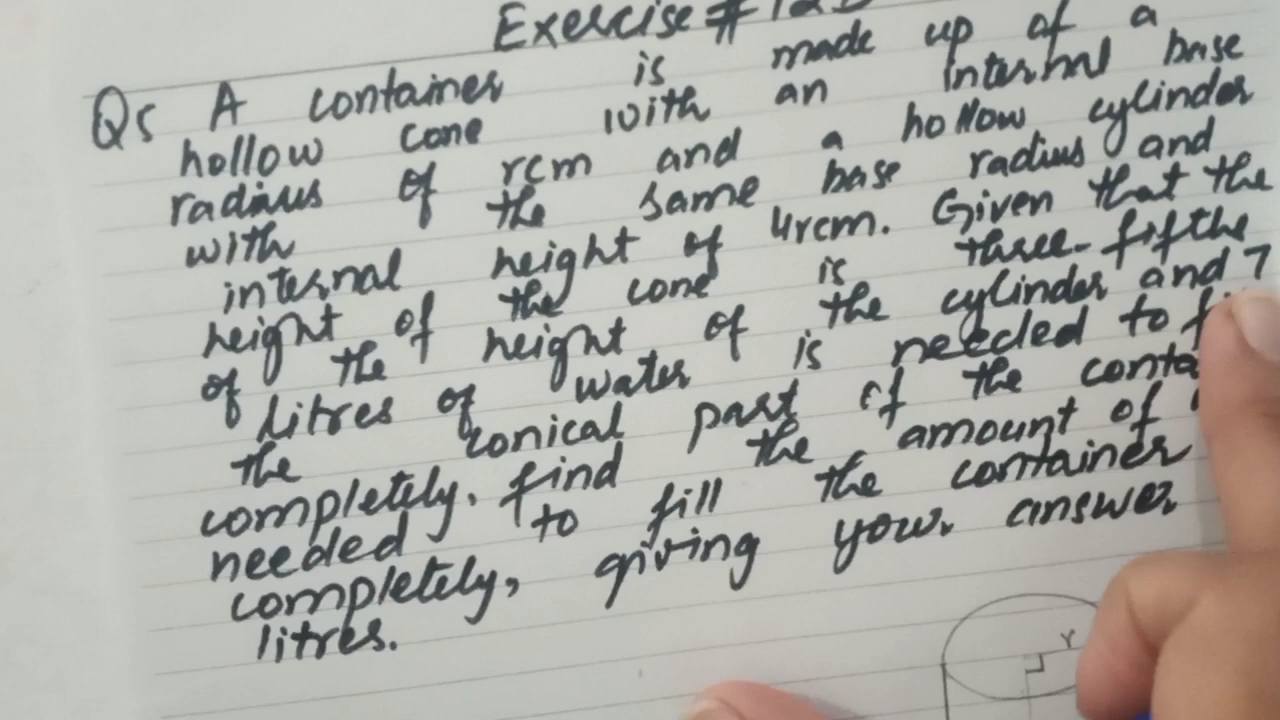 Exercise #
Q5 A container is made up of a
hollow cone with an internal base
radius of rcm and a hollow cylinder
with the same base radius and
internal height of 4rcm. Given that the
height of the cone is three-fifths
of the height of the cylinder and 7
litres of water is needed to
the conical part of the
completely. find the amount of
needed to fill the container
completely, giving your answer
litres.
r